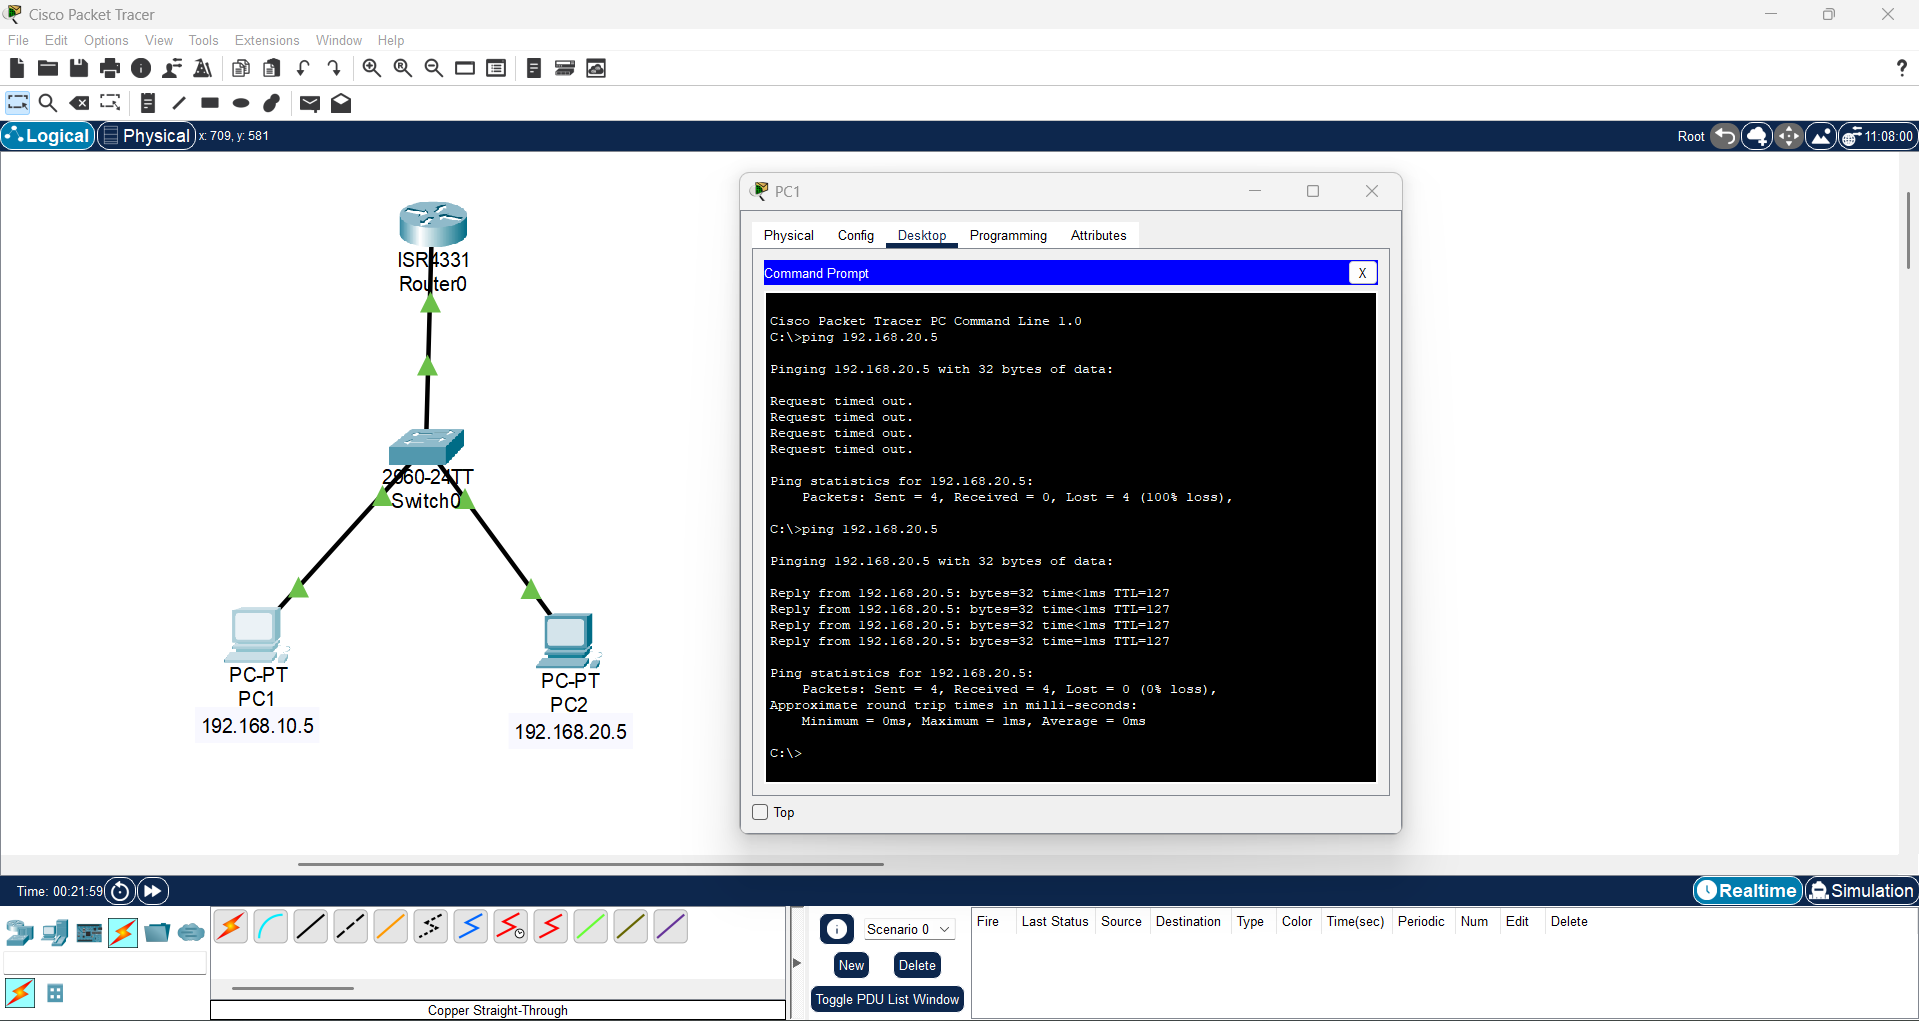 Cisco Packet Tracer
File Edit Options View Tools Extensions Window Help
?
Logical Physical x: 709, y: 581 Root 11:08:00
ISR4331
Router0
2960-24TT
Switch0
PC-PT
PC1
192.168.10.5
PC-PT
PC2
192.168.20.5
PC1
Physical Config Desktop Programming Attributes
Command Prompt X
Cisco Packet Tracer PC Command Line 1.0
C:\>ping 192.168.20.5
Pinging 192.168.20.5 with 32 bytes of data:
Request timed out.
Request timed out.
Request timed out.
Request timed out.
Ping statistics for 192.168.20.5:
Packets: Sent = 4, Received = 0, Lost = 4 (100% loss),
C:\>ping 192.168.20.5
Pinging 192.168.20.5 with 32 bytes of data:
Reply from 192.168.20.5: bytes=32 time<1ms TTL=127
Reply from 192.168.20.5: bytes=32 time<1ms TTL=127
Reply from 192.168.20.5: bytes=32 time<1ms TTL=127
Reply from 192.168.20.5: bytes=32 time=1ms TTL=127
Ping statistics for 192.168.20.5:
Packets: Sent = 4, Received = 4, Lost = 0 (0% loss),
Approximate round trip times in milli-seconds:
Minimum = 0ms, Maximum = 1ms, Average = 0ms
C:\>
Top
Time: 00:21:59 Realtime Simulation
Scenario 0
New Delete
Toggle PDU List Window
Fire Last Status Source Destination Type Color Time(sec) Periodic Num Edit Delete
Copper Straight-Through